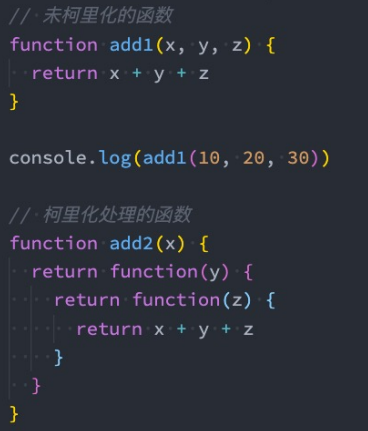 // 未柯里化的函数
function add1(x, y, z) {
  return x + y + z
}

console.log(add1(10, 20, 30))

// 柯里化处理的函数
function add2(x) {
  return function(y) {
    return function(z) {
      return x + y + z
    }
  }
}